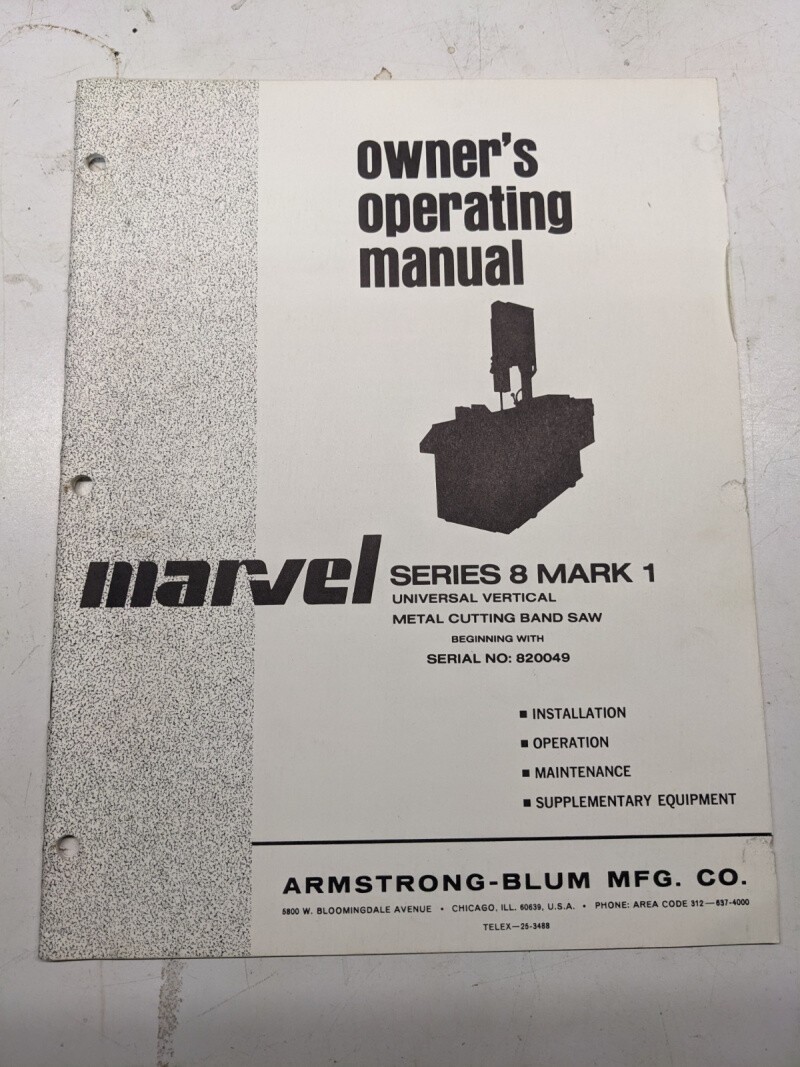 owner's
operating
manual
marvel SERIES 8 MARK 1
UNIVERSAL VERTICAL
METAL CUTTING BAND SAW
BEGINNING WITH
SERIAL NO: 820049
■ INSTALLATION
■ OPERATION
■ MAINTENANCE
■ SUPPLEMENTARY EQUIPMENT
ARMSTRONG-BLUM MFG. CO.
5800 W. BLOOMINGDALE AVENUE • CHICAGO, ILL. 60639, U.S.A. • PHONE: AREA CODE 312—637-4000
TELEX—25-3488